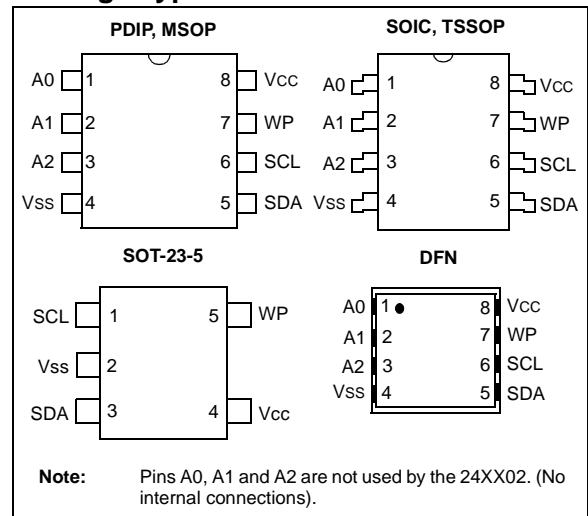 PDIP, MSOP
A0 1 8 VCC
A1 2 7 WP
A2 3 6 SCL
VSS 4 5 SDA
SOIC, TSSOP
A0 1 8 VCC
A1 2 7 WP
A2 3 6 SCL
VSS 4 5 SDA
SOT-23-5
SCL 1 5 WP
Vss 2
SDA 3 4 Vcc
DFN
A0 1 8 VCC
A1 2 7 WP
A2 3 6 SCL
VSS 4 5 SDA
Note: Pins A0, A1 and A2 are not used by the 24XX02. (No
internal connections).